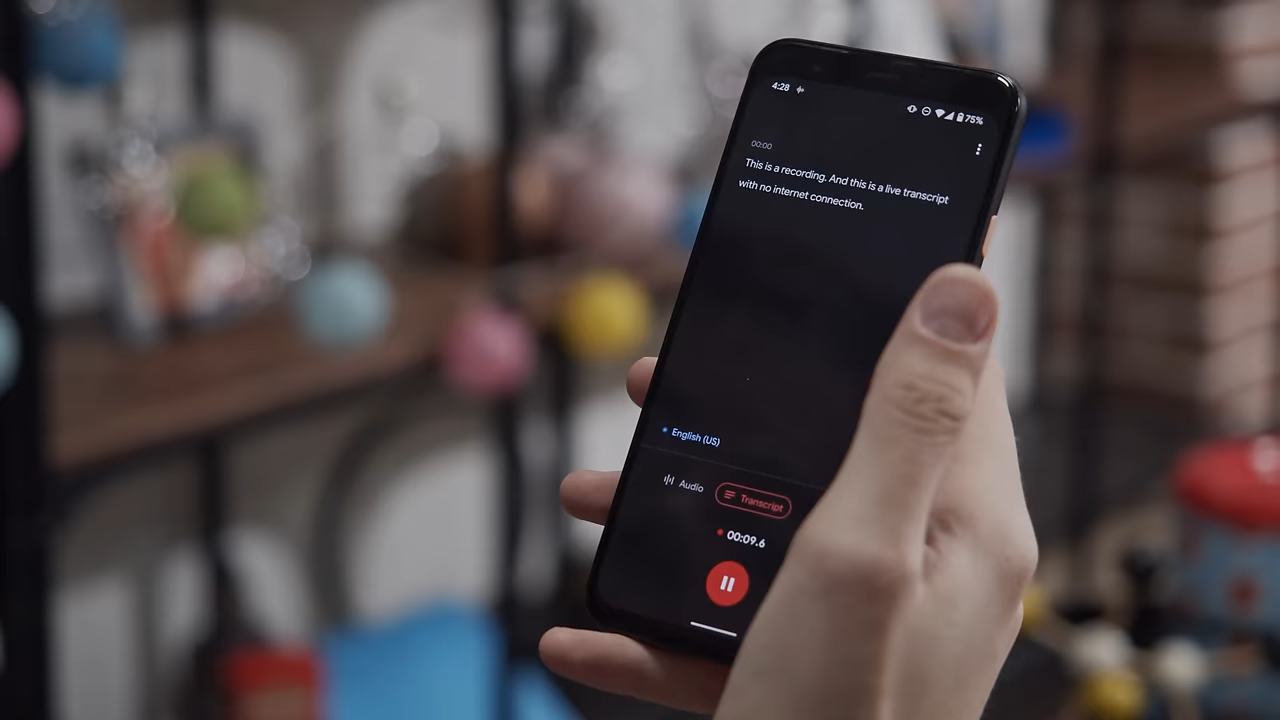 4:28
75%
00:00
This is a recording. And this is a live transcript
with no internet connection.
English (US)
Audio Transcript
00:09.6